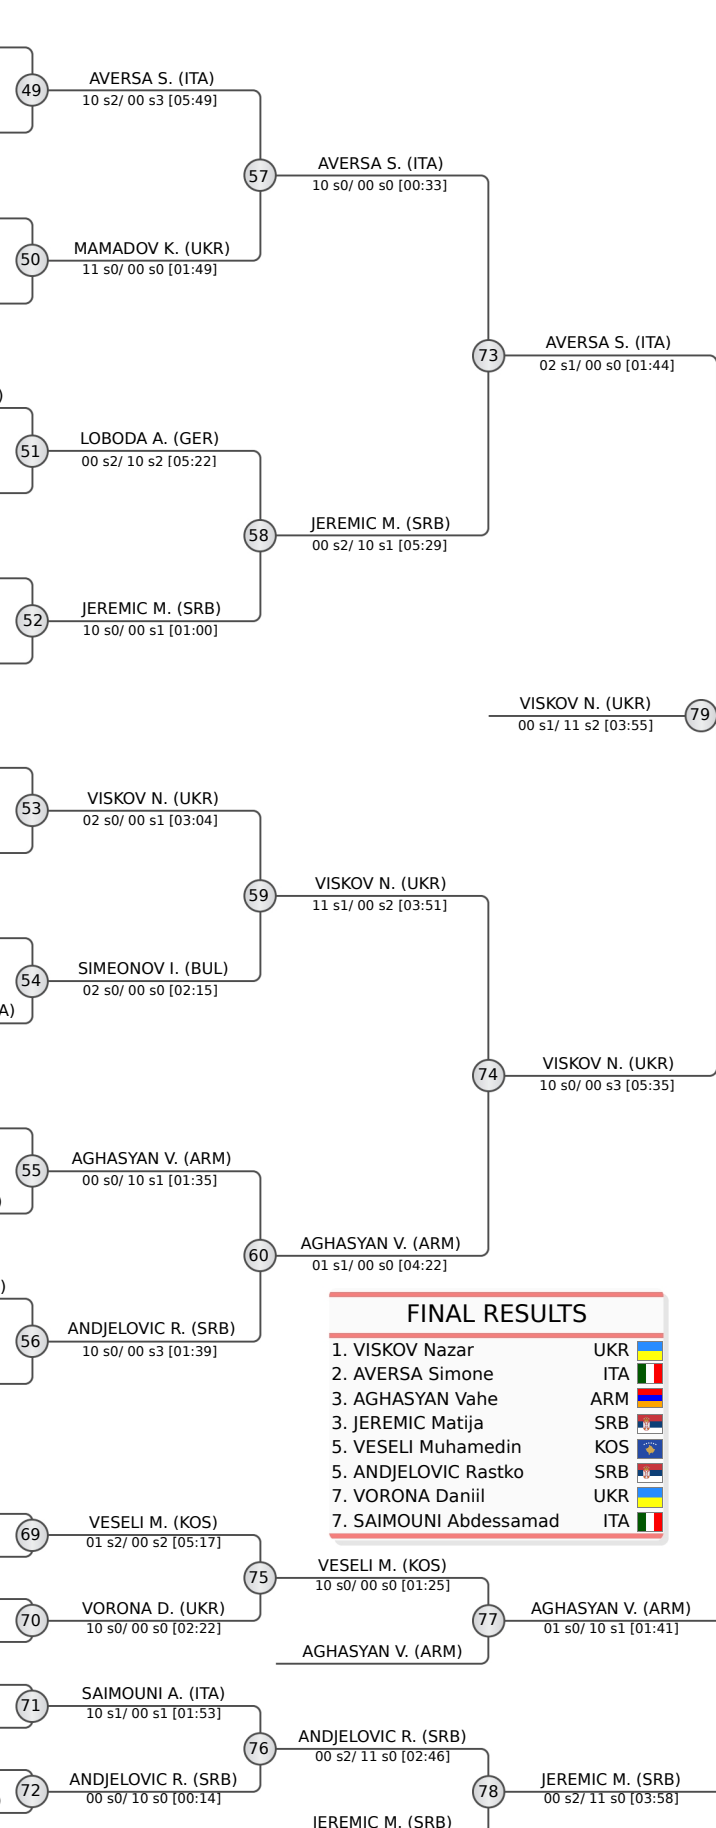 AVERSA S. (ITA)
49
10 s2/ 00 s3 [05:49]
AVERSA S. (ITA)
57
10 s0/ 00 s0 [00:33]
MAMADOV K. (UKR)
50
11 s0/ 00 s0 [01:49]
AVERSA S. (ITA)
73
02 s1/ 00 s0 [01:44]
)
LOBODA A. (GER)
51
00 s2/ 10 s2 [05:22]
JEREMIC M. (SRB)
58
00 s2/ 10 s1 [05:29]
JEREMIC M. (SRB)
52
10 s0/ 00 s1 [01:00]
VISKOV N. (UKR)
79
00 s1/ 11 s2 [03:55]
VISKOV N. (UKR)
53
02 s0/ 00 s1 [03:04]
VISKOV N. (UKR)
59
11 s1/ 00 s2 [03:51]
SIMEONOV I. (BUL)
54
02 s0/ 00 s0 [02:15]
A)
VISKOV N. (UKR)
74
10 s0/ 00 s3 [05:35]
AGHASYAN V. (ARM)
55
00 s0/ 10 s1 [01:35]
)
AGHASYAN V. (ARM)
60
01 s1/ 00 s0 [04:22]
)
ANDJELOVIC R. (SRB)
56
10 s0/ 00 s3 [01:39]
FINAL RESULTS
1. VISKOV Nazar UKR
2. AVERSA Simone ITA
3. AGHASYAN Vahe ARM
3. JEREMIC Matija SRB
5. VESELI Muhamedin KOS
5. ANDJELOVIC Rastko SRB
7. VORONA Daniil UKR
7. SAIMOUNI Abdessamad ITA
VESELI M. (KOS)
69
01 s2/ 00 s2 [05:17]
VESELI M. (KOS)
75
10 s0/ 00 s0 [01:25]
VORONA D. (UKR)
70
10 s0/ 00 s0 [02:22]
AGHASYAN V. (ARM)
77
01 s0/ 10 s1 [01:41]
AGHASYAN V. (ARM)
SAIMOUNI A. (ITA)
71
10 s1/ 00 s1 [01:53]
ANDJELOVIC R. (SRB)
76
00 s2/ 11 s0 [02:46]
ANDJELOVIC R. (SRB)
72
00 s0/ 10 s0 [00:14]
)
JEREMIC M. (SRB)
78
00 s2/ 11 s0 [03:58]
JEREMIC M. (SRB)